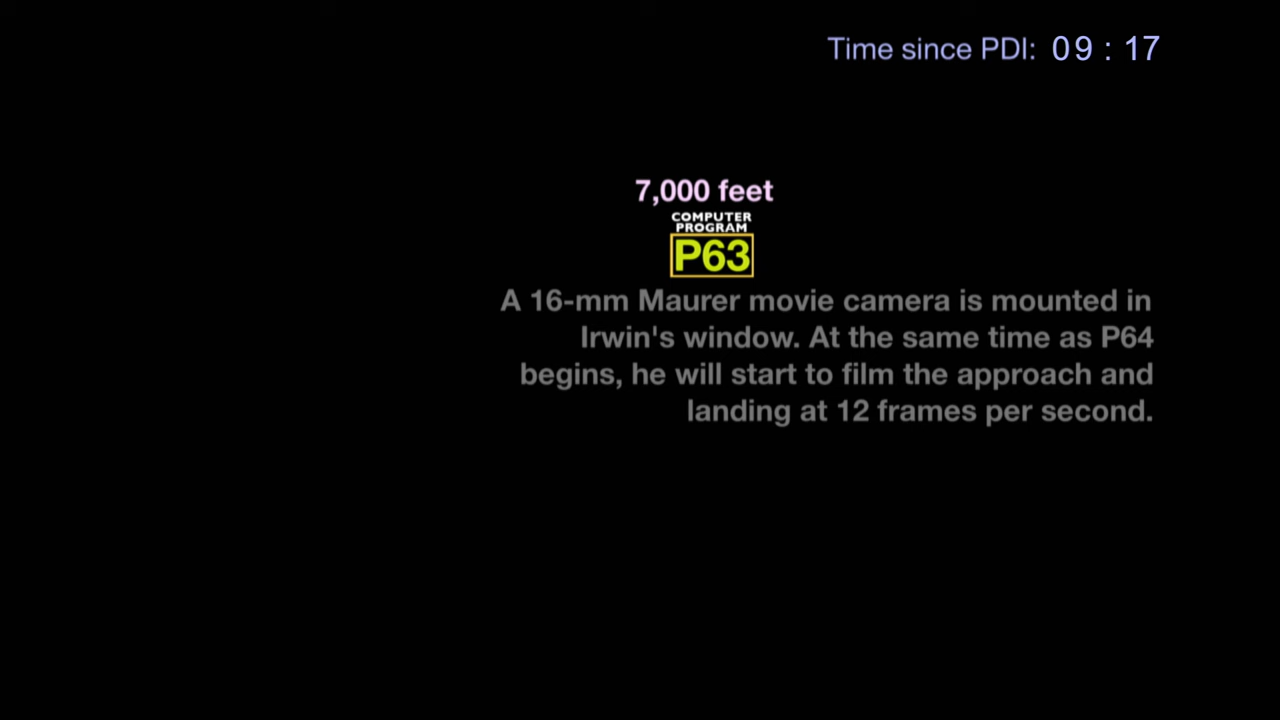 Time since PDI: 09 : 17
7,000 feet
COMPUTER
PROGRAM
P63
A 16-mm Maurer movie camera is mounted in
Irwin's window. At the same time as P64
begins, he will start to film the approach and
landing at 12 frames per second.